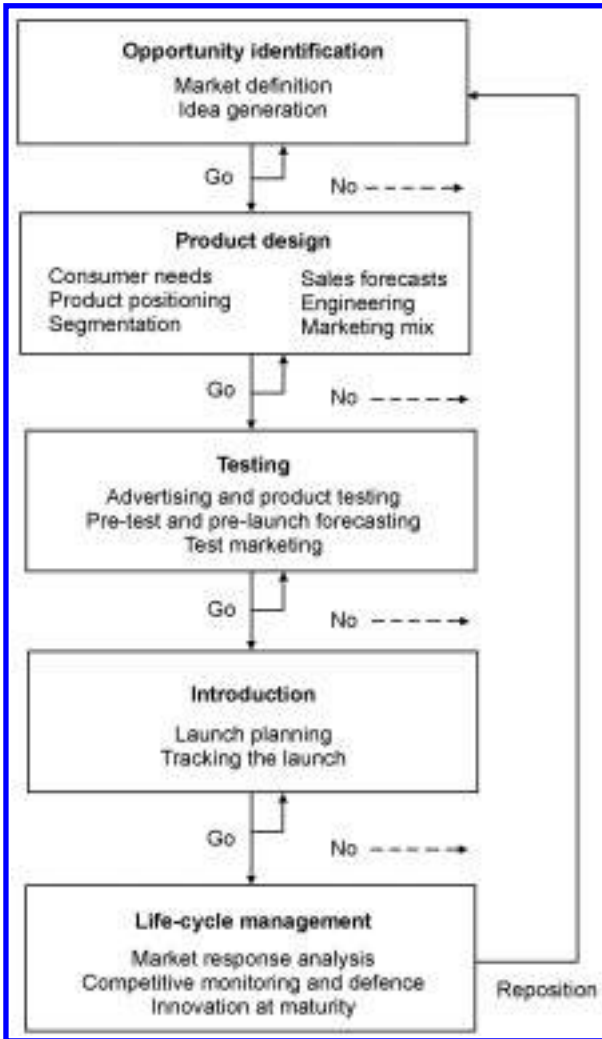 Opportunity identification
Market definition
Idea generation
Go
No
Product design
Consumer needs
Product positioning
Segmentation
Sales forecasts
Engineering
Marketing mix
Go
No
Testing
Advertising and product testing
Pre-test and pre-launch forecasting
Test marketing
Go
No
Introduction
Launch planning
Tracking the launch
Go
No
Life-cycle management
Market response analysis
Competitive monitoring and defence
Innovation at maturity
Reposition